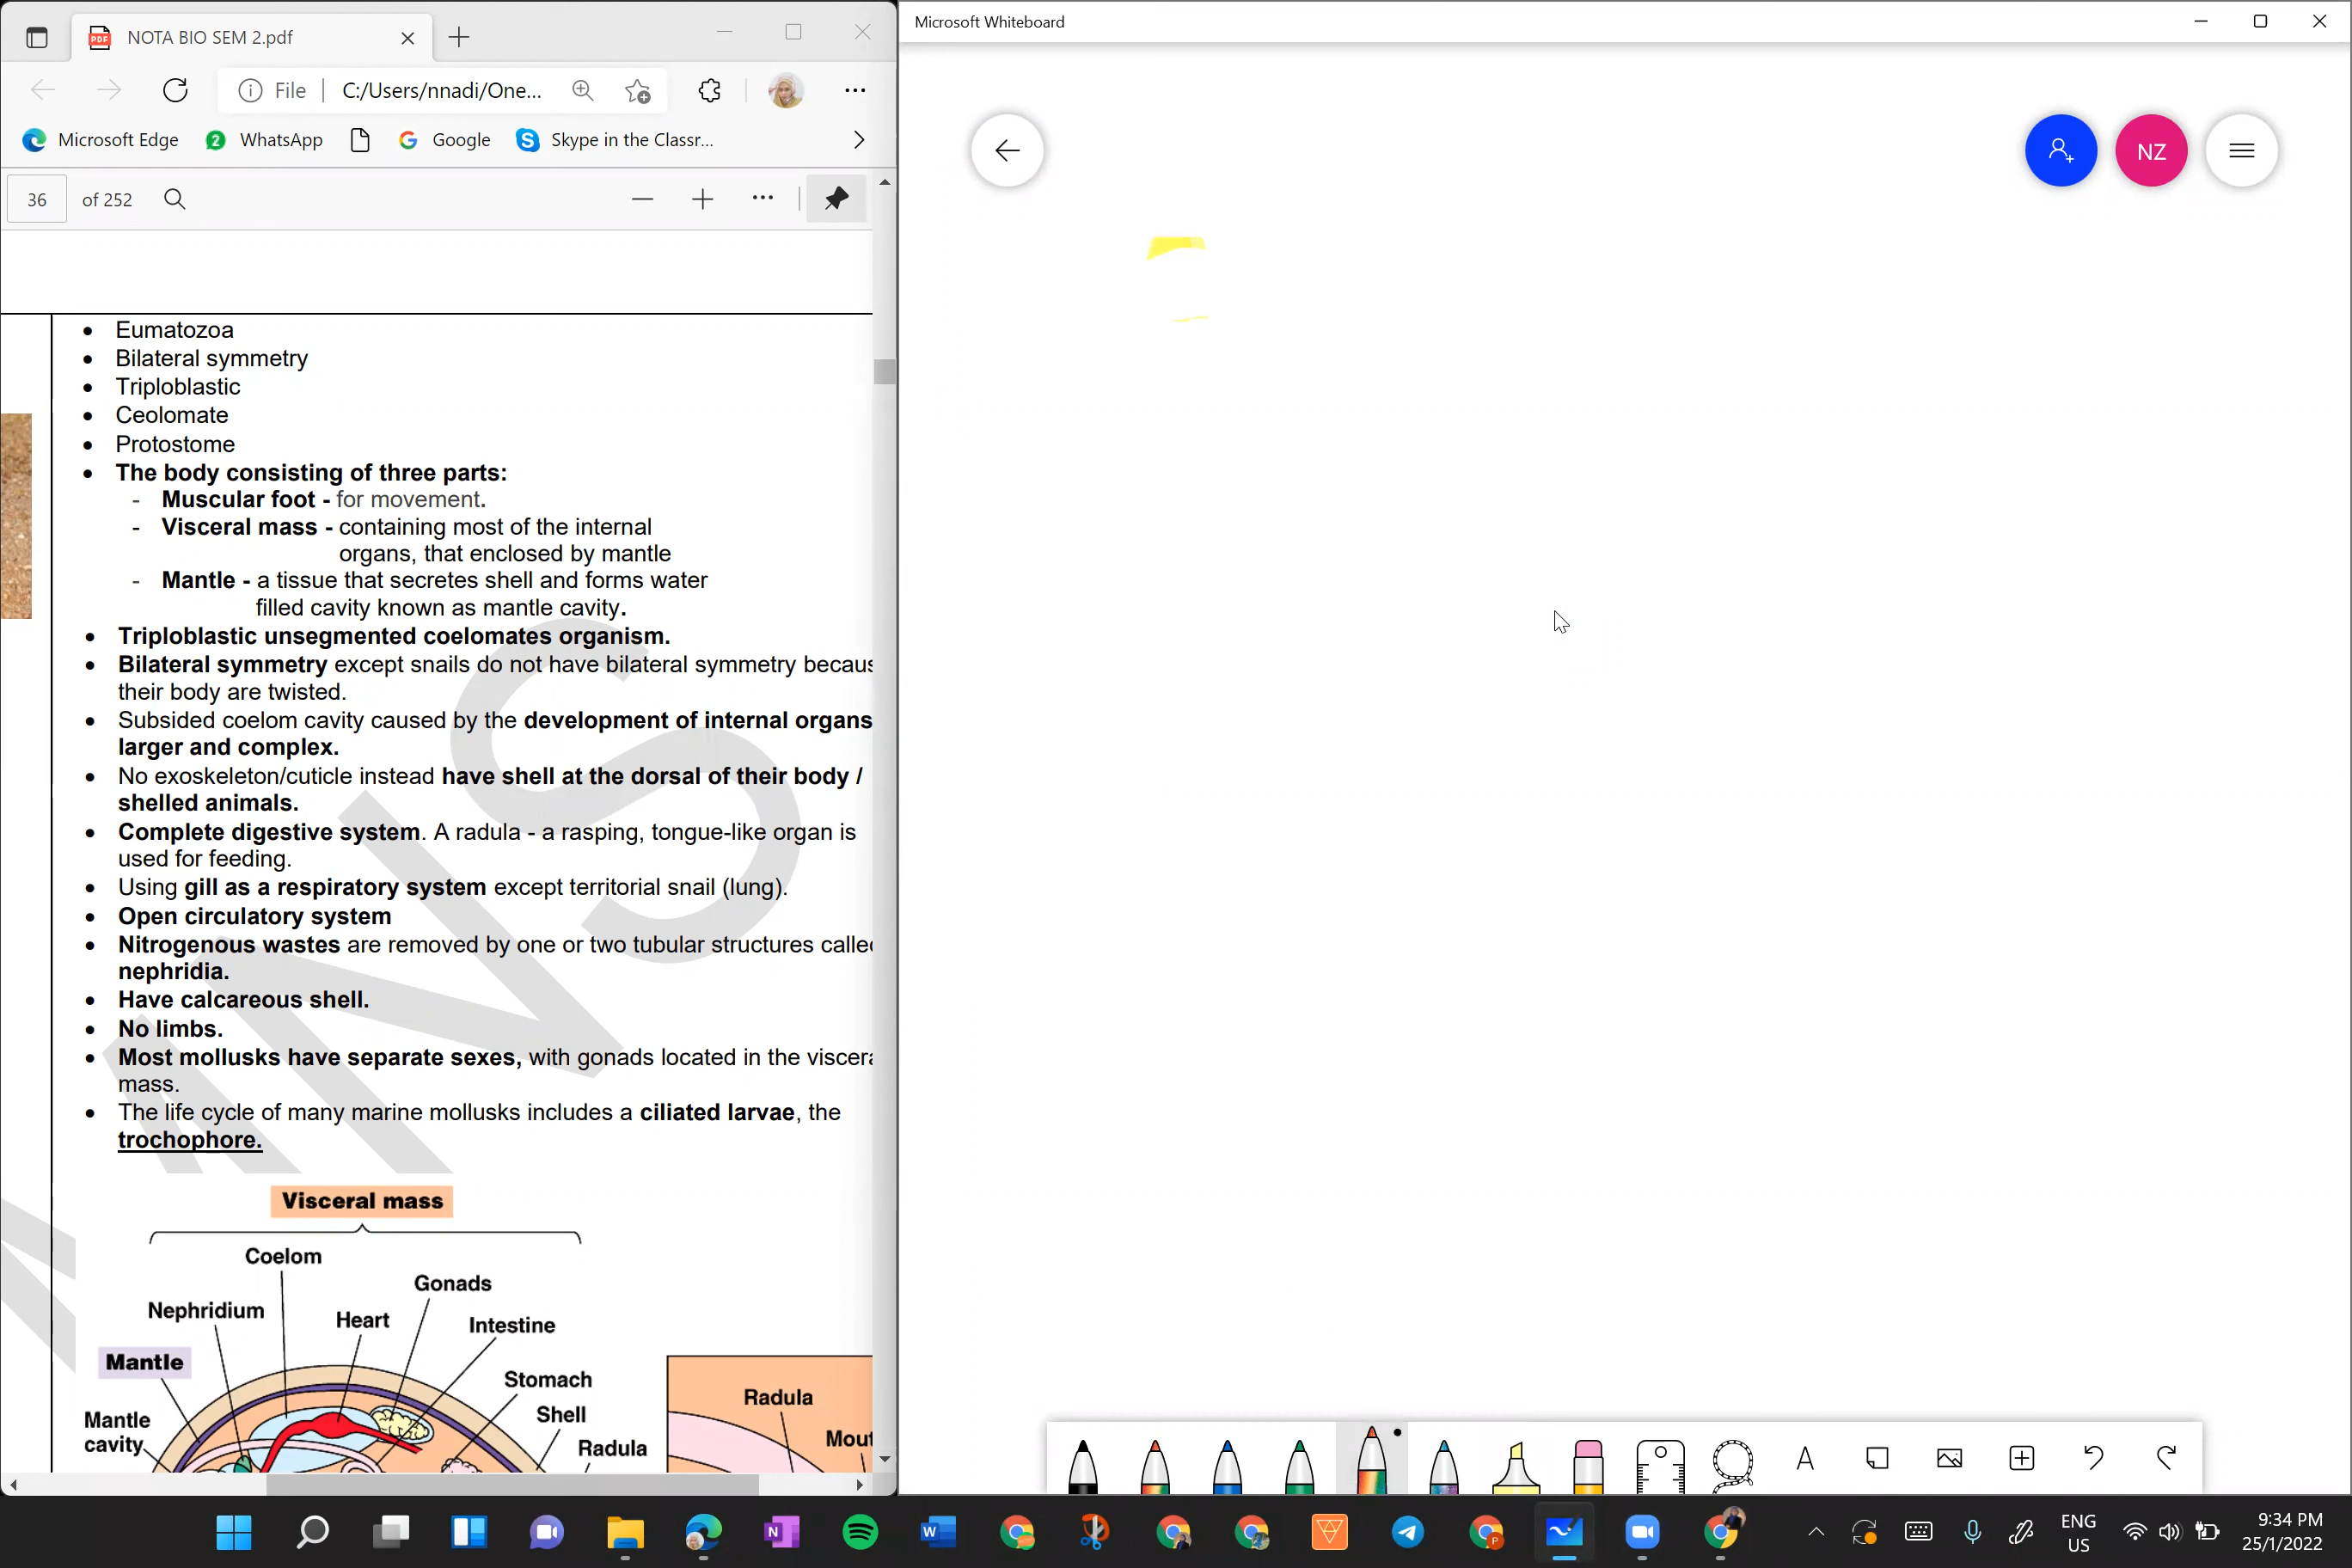 NOTA BIO SEM 2.pdf
File
C:/Users/nnadi/One...
Microsoft Edge
2
WhatsApp
Google
Skype in the Classr...
36 of 252
• Eumatozoa
• Bilateral symmetry
• Triploblastic
• Ceolomate
• Protostome
• The body consisting of three parts:
- Muscular foot - for movement.
- Visceral mass - containing most of the internal
organs, that enclosed by mantle
- Mantle - a tissue that secretes shell and forms water
filled cavity known as mantle cavity.
• Triploblastic unsegmented coelomates organism.
• Bilateral symmetry except snails do not have bilateral symmetry becaus
their body are twisted.
• Subsided coelom cavity caused by the development of internal organs
larger and complex.
• No exoskeleton/cuticle instead have shell at the dorsal of their body /
shelled animals.
• Complete digestive system. A radula - a rasping, tongue-like organ is
used for feeding.
• Using gill as a respiratory system except territorial snail (lung).
• Open circulatory system
• Nitrogenous wastes are removed by one or two tubular structures calle
nephridia.
• Have calcareous shell.
• No limbs.
• Most mollusks have separate sexes, with gonads located in the viscera
mass.
• The life cycle of many marine mollusks includes a ciliated larvae, the
trochophore.
Visceral mass
Coelom
Gonads
Nephridium
Heart
Intestine
Mantle
Stomach
Shell
Mantle
cavity
Radula
Radula
Mout
Microsoft Whiteboard
NZ
ENG
US
9:34 PM
25/1/2022